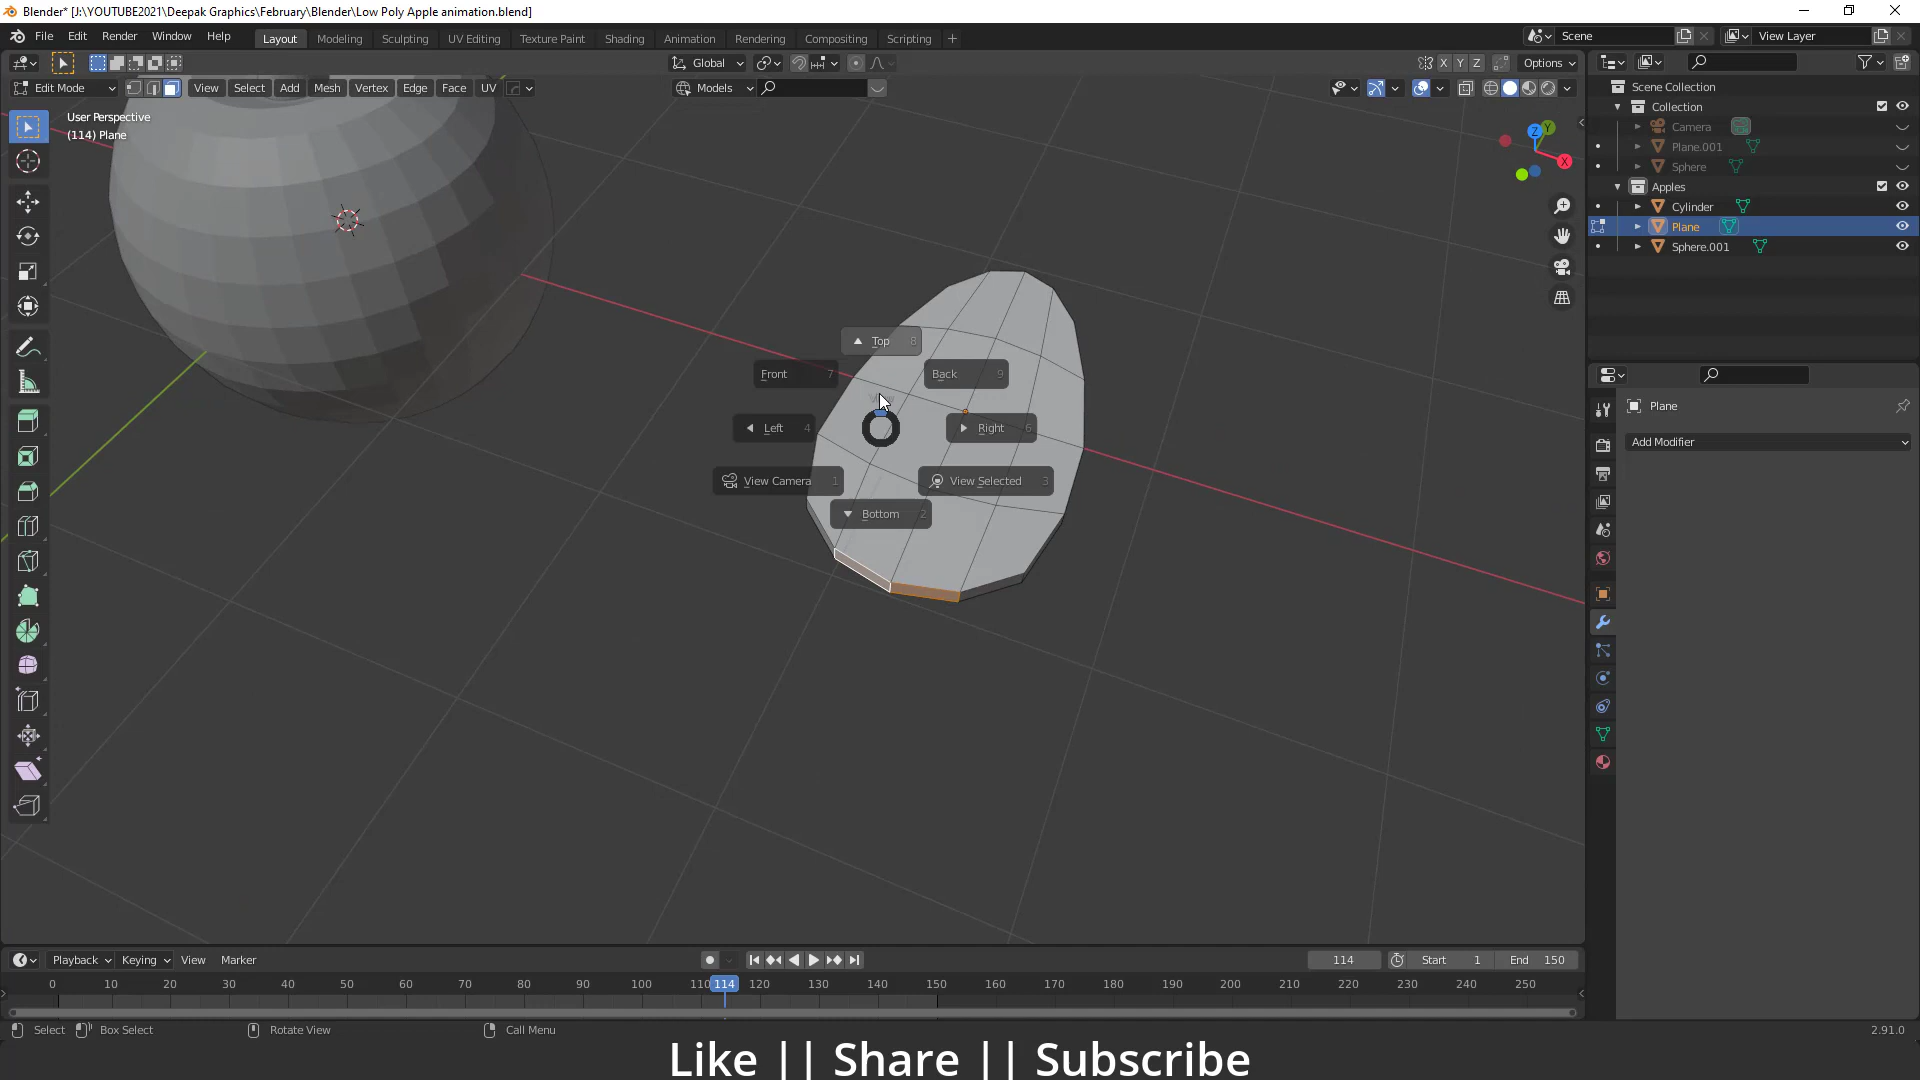 Blender* [J:\YOUTUBE2021\Deepak Graphics\February\Blender\Low Poly Apple animation.blend]
File Edit Render Window Help Layout Modeling Sculpting UV Editing Texture Paint Shading Animation Rendering Compositing Scripting + Scene View Layer
Global X Y Z Options
Edit Mode View Select Add Mesh Vertex Edge Face UV Models
User Perspective
(114) Plane
Z Y X
Scene Collection
Collection
Camera
Plane.001
Sphere
Apples
Cylinder
Plane
Sphere.001
Top 8
Front 7
Back 9
Left 4
Right 6
View Camera 1
View Selected 3
Bottom 2
Plane
Add Modifier
Playback Keying View Marker 114 Start 1 End 150
0 10 20 30 40 50 60 70 80 90 100 110 114 120 130 140 150 160 170 180 190 200 210 220 230 240 250
Select Box Select Rotate View Call Menu 2.91.0
Like || Share || Subscribe